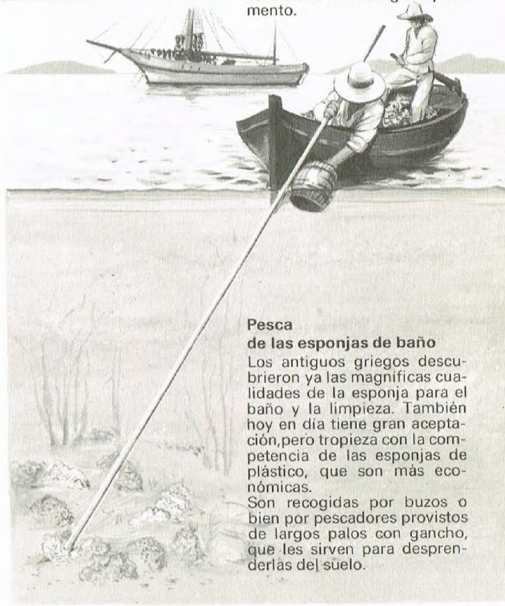 mento.
Pesca
de las esponjas de baño
Los antiguos griegos descu-
brieron ya las magníficas cua-
lidades de la esponja para el
baño y la limpieza. También
hoy en día tiene gran acepta-
ción,pero tropieza con la com-
petencia de las esponjas de
plástico, que son más eco-
nómicas.
Son recogidas por buzos o
bien por pescadores provistos
de largos palos con gancho,
que les sirven para despren-
derlas del suelo.